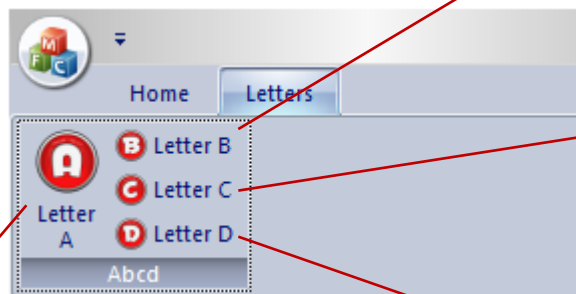 M
F C
Home Letters
A
Letter
A
B Letter B
C Letter C
D Letter D
Abcd